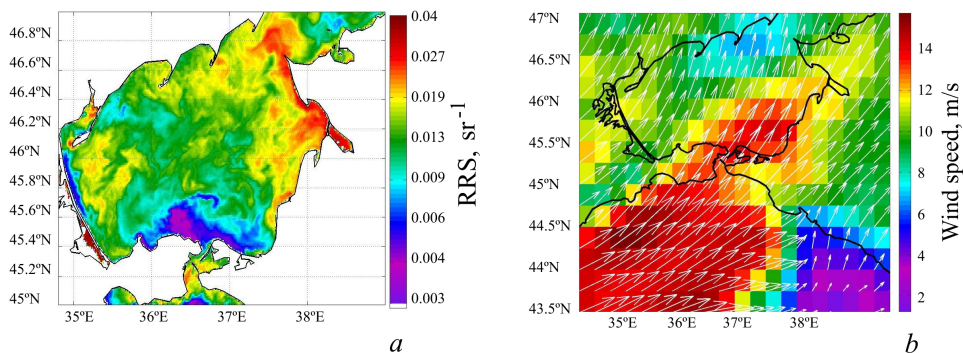 46.8ºN
46.6ºN
46.4ºN
46.2ºN
46ºN
45.8ºN
45.6ºN
45.4ºN
45.2ºN
45ºN
35ºE 36ºE 37ºE 38ºE
0.04
0.027
0.019
0.013
0.009
0.006
0.004
0.003
RRS, sr⁻¹
a
47ºN
46.5ºN
46ºN
45.5ºN
45ºN
44.5ºN
44ºN
43.5ºN
35ºE 36ºE 37ºE 38ºE
14
12
10
8
6
4
2
Wind speed, m/s
b